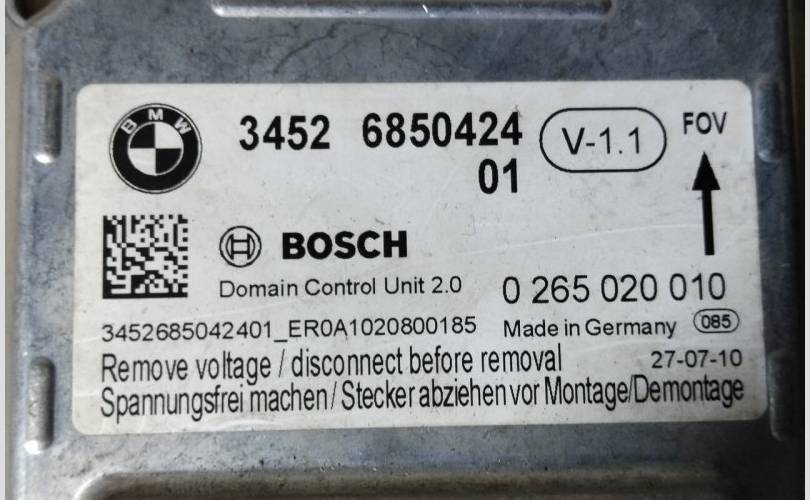 BMW
3452 6850424
01
V-1.1
FOV
BOSCH
Domain Control Unit 2.0
0 265 020 010
3452685042401_ER0A1020800185
Made in Germany 085
Remove voltage / disconnect before removal
27-07-10
Spannungsfrei machen / Stecker abziehen vor Montage/Demontage